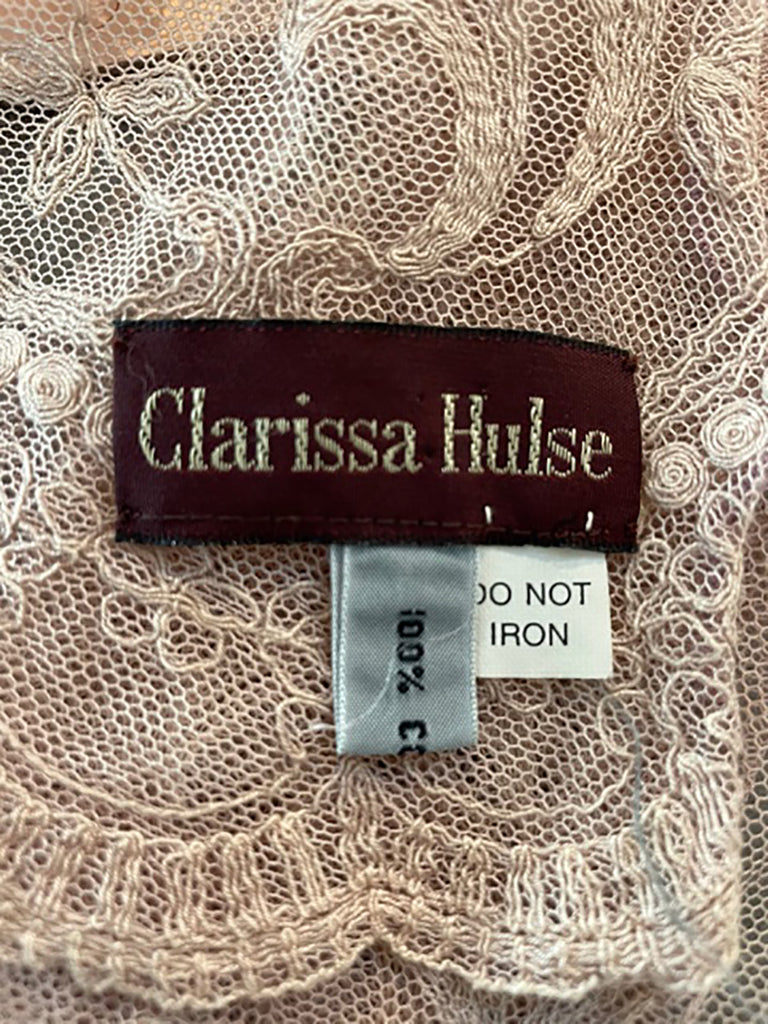 Clarissa Hulse
DO NOT
IRON
100%